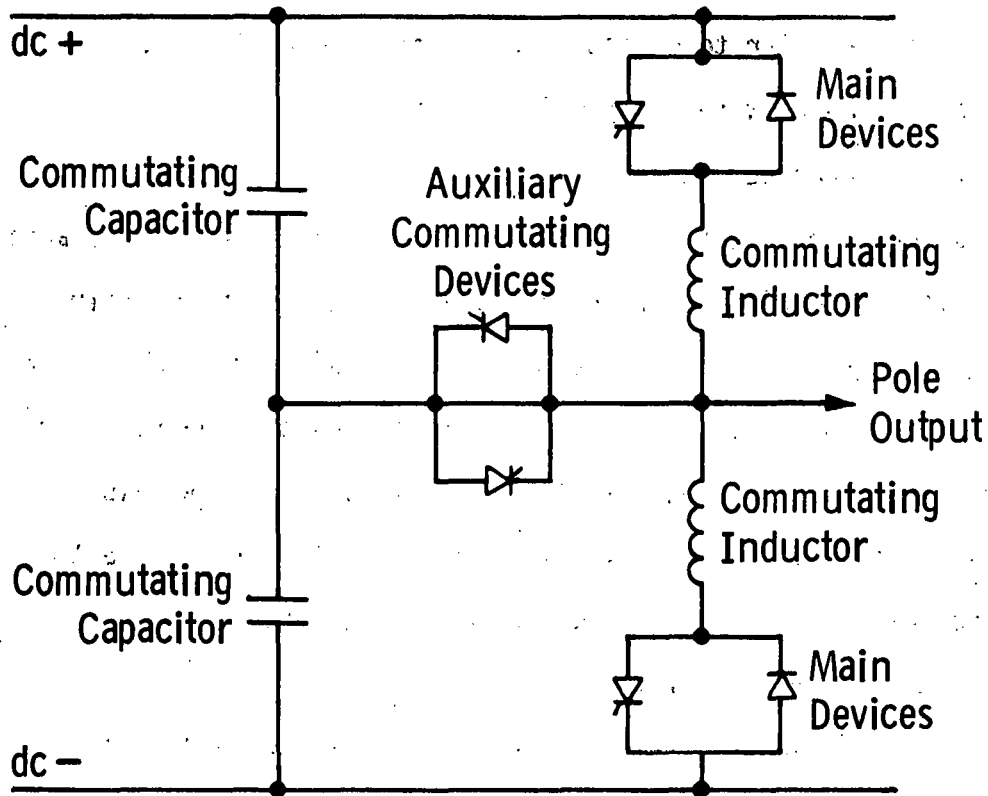 dc +
Main
Devices
Commutating
Capacitor
Auxiliary
Commutating
Devices
Commutating
Inductor
Pole
Output
Commutating
Inductor
Commutating
Capacitor
Main
Devices
dc −